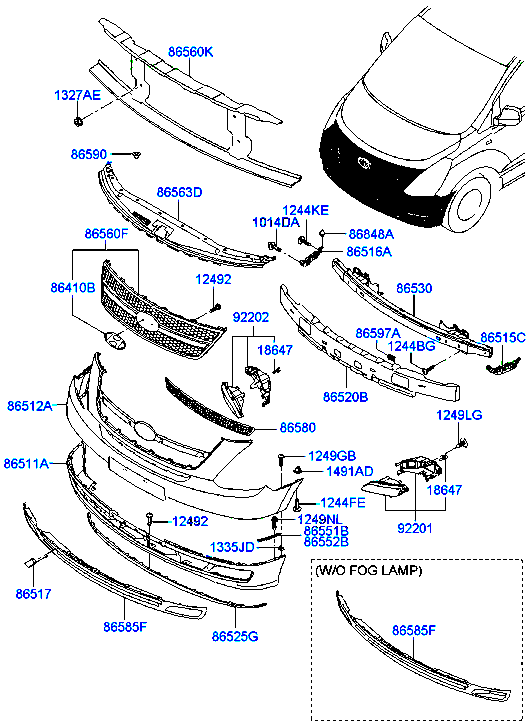 86560K
1327AE
86590
86563D
1244KE
1014DA
86848A
86516A
86560F
86410B
12492
86530
92202
86597A
86515C
1244BG
18647
86520B
86512A
86580
1249LG
1249GB
86511A
1491AD
18647
1244FE
12492
1249NL
86551B
92201
1335JD
86552B
(W/O FOG LAMP)
86517
86585F
86525G
86585F